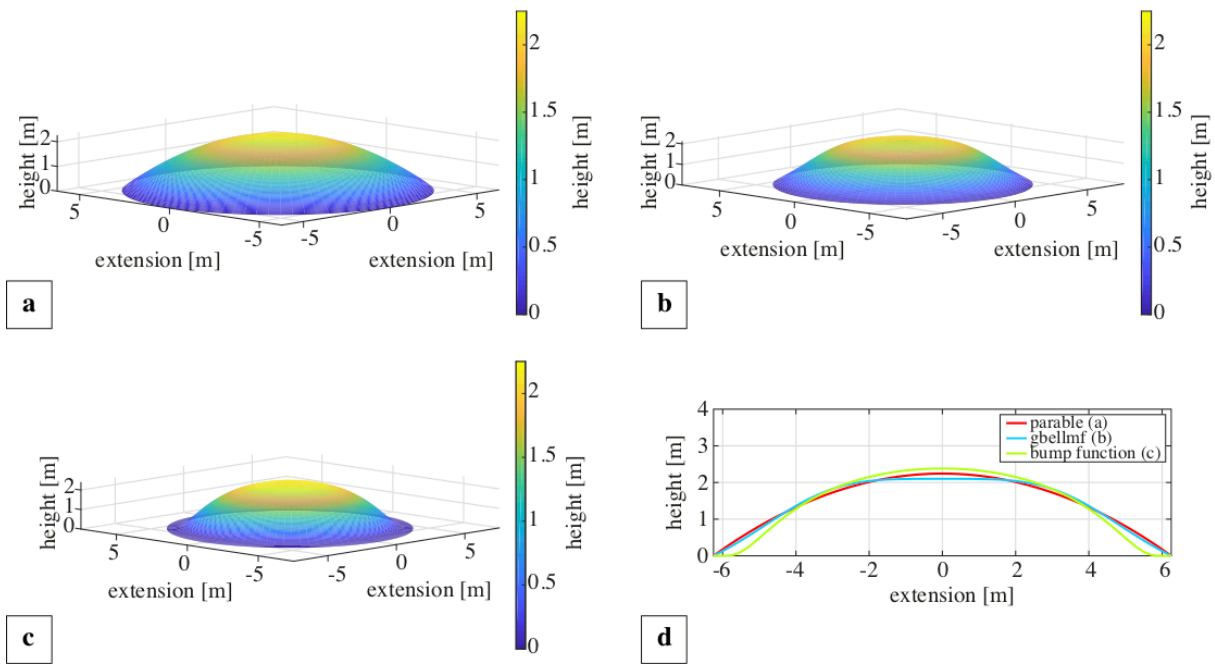 2
1.5
1
0.5
0
height [m]
2
1
0
height [m]
5
0
-5
-5
0
5
extension [m]
extension [m]
a
2
1.5
1
0.5
0
height [m]
2
1
0
height [m]
5
0
-5
-5
0
5
extension [m]
extension [m]
b
2
1.5
1
0.5
0
height [m]
2
1
0
height [m]
5
0
-5
-5
0
5
extension [m]
extension [m]
c
4
3
2
1
0
height [m]
parable (a)
gbellmf (b)
bump function (c)
-6 -4 -2 0 2 4 6
extension [m]
d